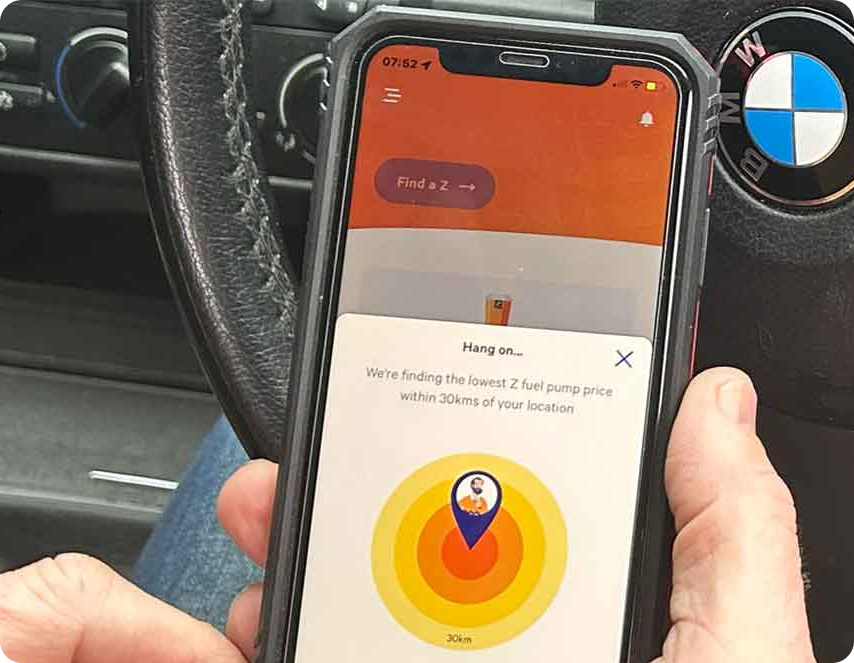 07:52
BMW
Find a Z →
Z
Hang on...
We're finding the lowest Z fuel pump price
within 30kms of your location
30km